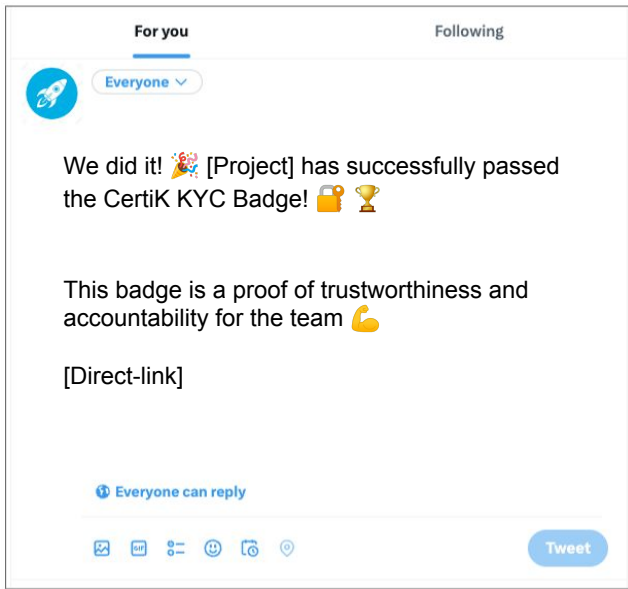 For you
Following
Everyone
We did it! 🎉 [Project] has successfully passed
the CertiK KYC Badge! 🔐 🏆
This badge is a proof of trustworthiness and
accountability for the team 💪
[Direct-link]
Everyone can reply
GIF
Tweet